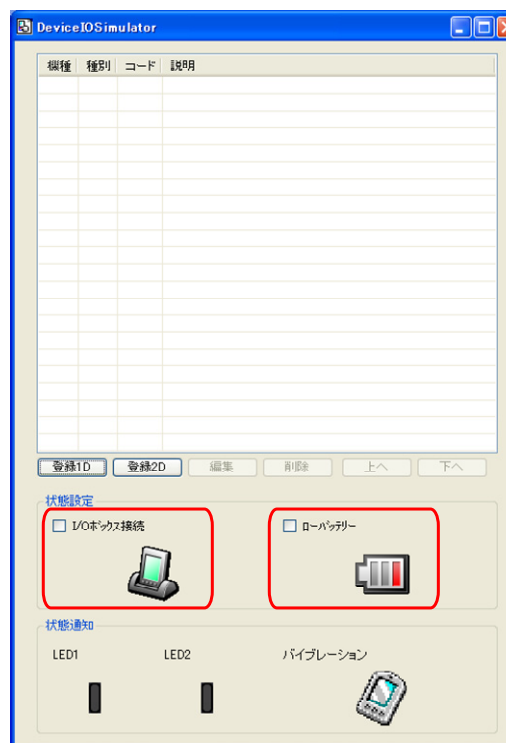 DeviceIOSimulator
機種 種別 コード 説明
登録1D 登録2D 編集 削除 上へ 下へ
状態設定
I/Oボックス接続 ローバッテリー
状態通知
LED1 LED2 バイブレーション